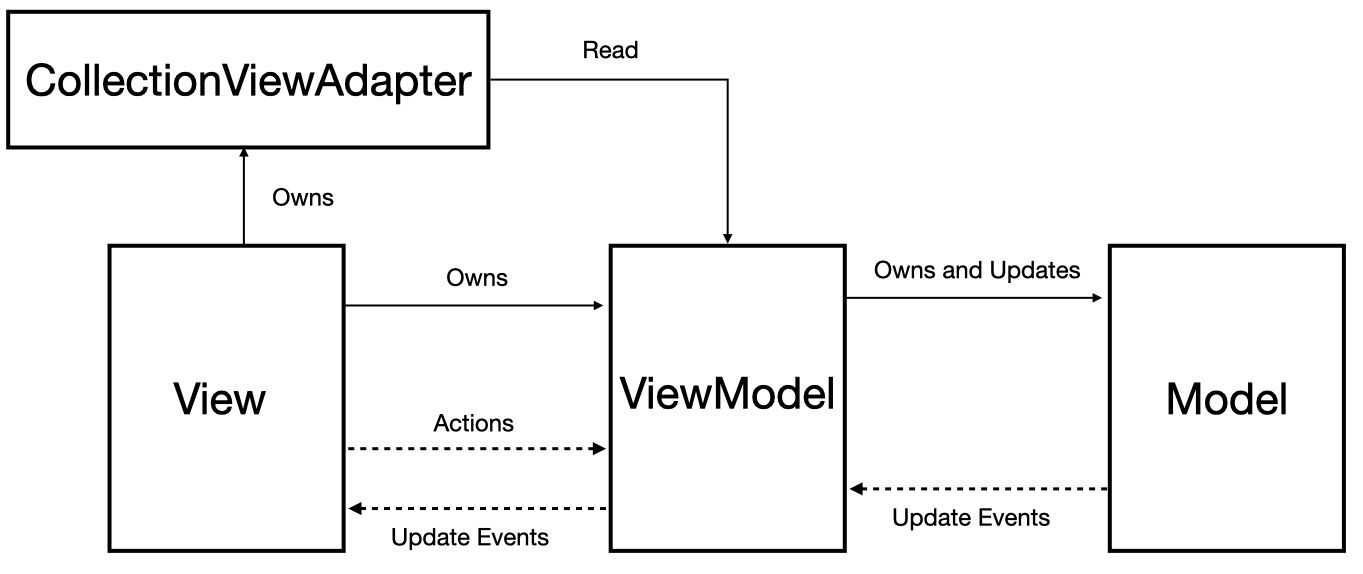 CollectionViewAdapter
Read
Owns
Owns
Owns and Updates
View
ViewModel
Model
Actions
Update Events
Update Events